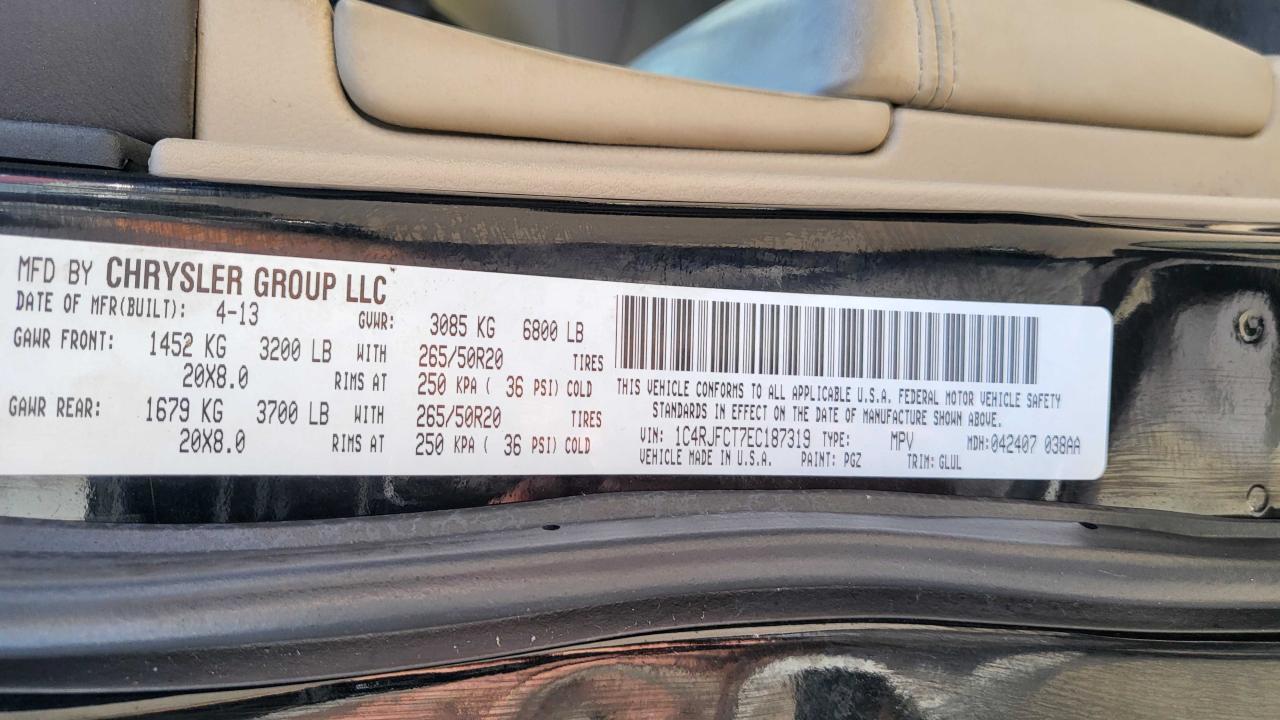 MFD BY CHRYSLER GROUP LLC
DATE OF MFR(BUILT): 4-13 GVWR: 3085 KG 6800 LB
GAWR FRONT: 1452 KG 3200 LB WITH 265/50R20 TIRES
20X8.0 RIMS AT 250 KPA ( 36 PSI) COLD
GAWR REAR: 1679 KG 3700 LB WITH 265/50R20 TIRES
20X8.0 RIMS AT 250 KPA ( 36 PSI) COLD
THIS VEHICLE CONFORMS TO ALL APPLICABLE U.S.A. FEDERAL MOTOR VEHICLE SAFETY
STANDARDS IN EFFECT ON THE DATE OF MANUFACTURE SHOWN ABOVE.
VIN: 1C4RJFCT7EC187319 TYPE: MPV MDH:042407 038AA
VEHICLE MADE IN U.S.A. PAINT: PGZ TRIM: GLUL